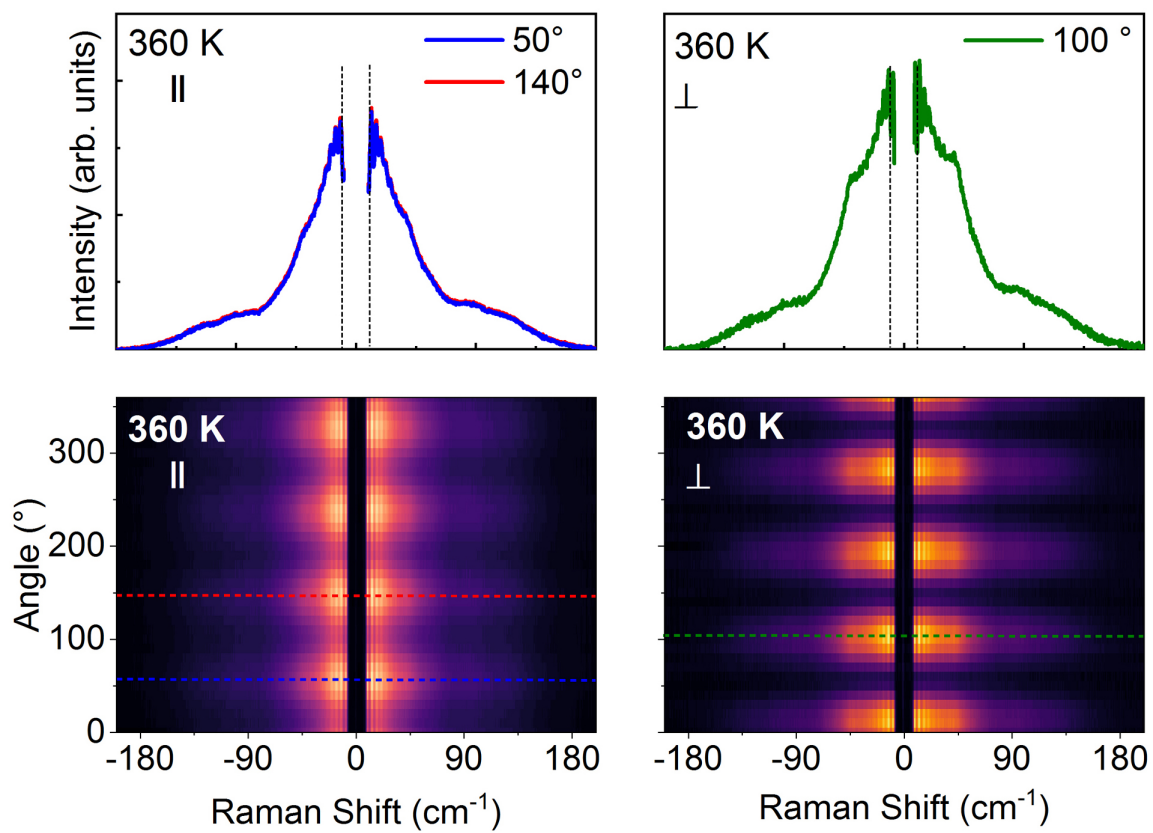 360 K
||
50°
140°
Intensity (arb. units)
360 K
⊥
100 °
360 K
||
300
200
100
0
Angle (°)
-180 -90 0 90 180
Raman Shift (cm⁻¹)
360 K
⊥
-180 -90 0 90 180
Raman Shift (cm⁻¹)